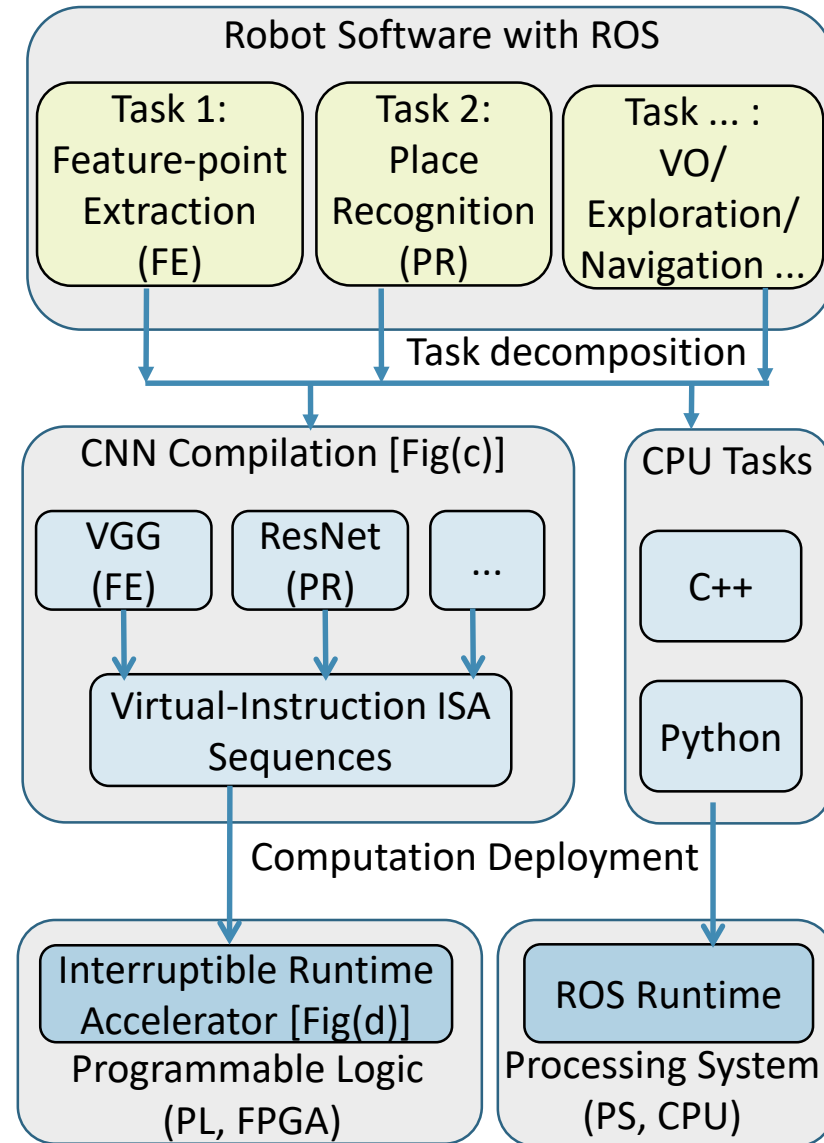 Robot Software with ROS
Task 1:
Feature-point
Extraction
(FE)
Task 2:
Place
Recognition
(PR)
Task ... :
VO/
Exploration/
Navigation ...
Task decomposition
CNN Compilation [Fig(c)]
VGG
(FE)
ResNet
(PR)
...
Virtual-Instruction ISA
Sequences
CPU Tasks
C++
Python
Computation Deployment
Interruptible Runtime
Accelerator [Fig(d)]
Programmable Logic
(PL, FPGA)
ROS Runtime
Processing System
(PS, CPU)